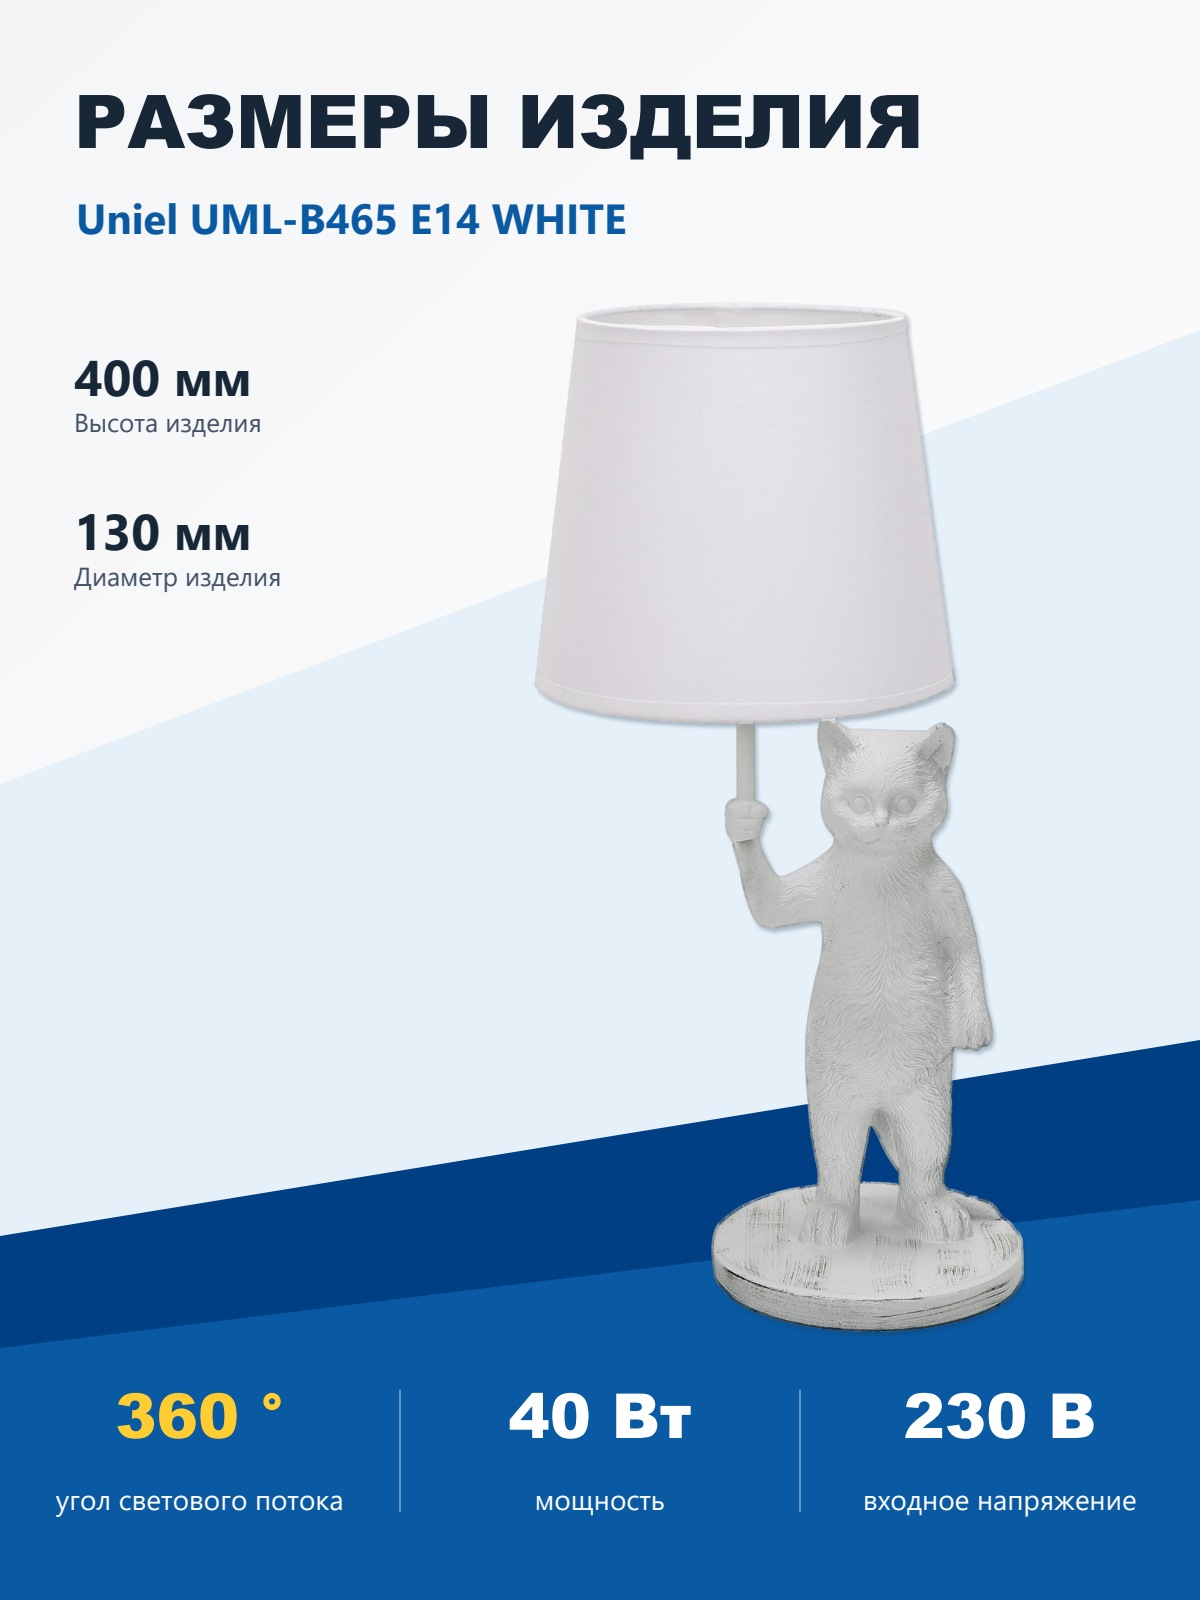 РАЗМЕРЫ ИЗДЕЛИЯ
Uniel UML-B465 E14 WHITE
400 мм
Высота изделия
130 мм
Диаметр изделия
360 °
угол светового потока
40 Вт
мощность
230 В
входное напряжение